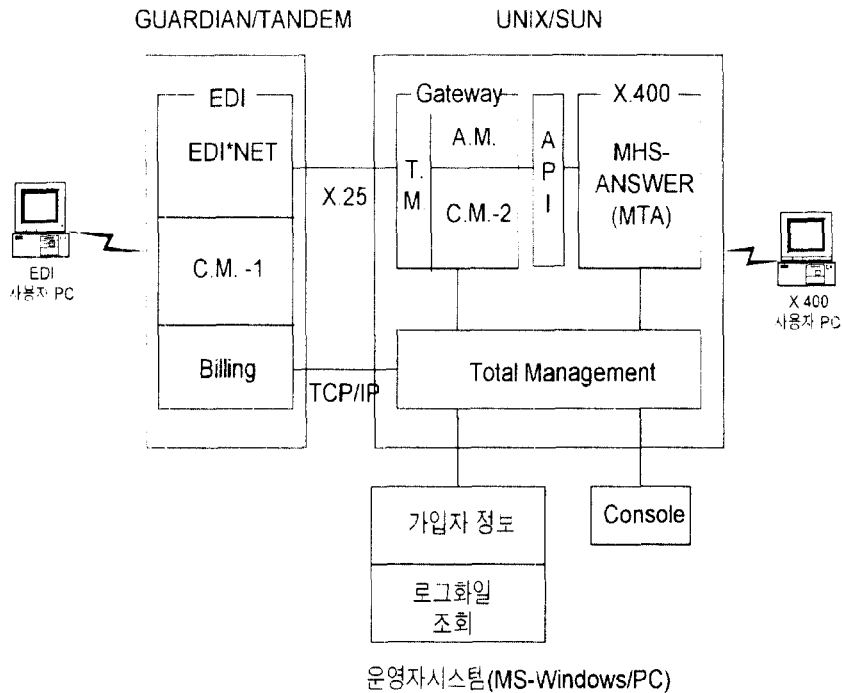 GUARDIAN/TANDEM
UNIX/SUN
EDI
EDI*NET
C.M. -1
Billing
X.25
TCP/IP
Gateway
T.
M
A.M.
C.M.-2
A
P
I
X.400
MHS-
ANSWER
(MTA)
Total Management
EDI
사용자 PC
X 400
사용자 PC
가입자 정보
로그화일
조회
Console
운영자시스템(MS-Windows/PC)